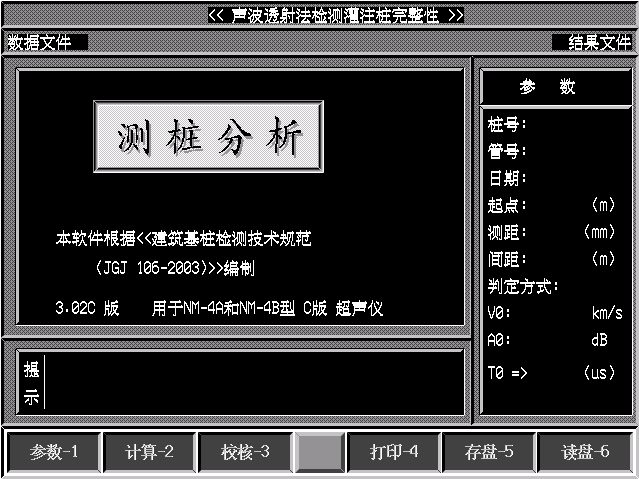 << 声波透射法检测灌注桩完整性 >>
数据文件 结果文件
测桩分析
本软件根据<<建筑基桩检测技术规范
(JGJ 106-2003)>>编制
3.02C 版 用于NM-4A和NM-4B型 C版 超声仪
参 数
桩号:
管号:
日期:
起点: (m)
测距: (mm)
间距: (m)
判定方式:
V0: km/s
A0: dB
T0 => (us)
提示
参数-1 计算-2 校核-3 打印-4 存盘-5 读盘-6